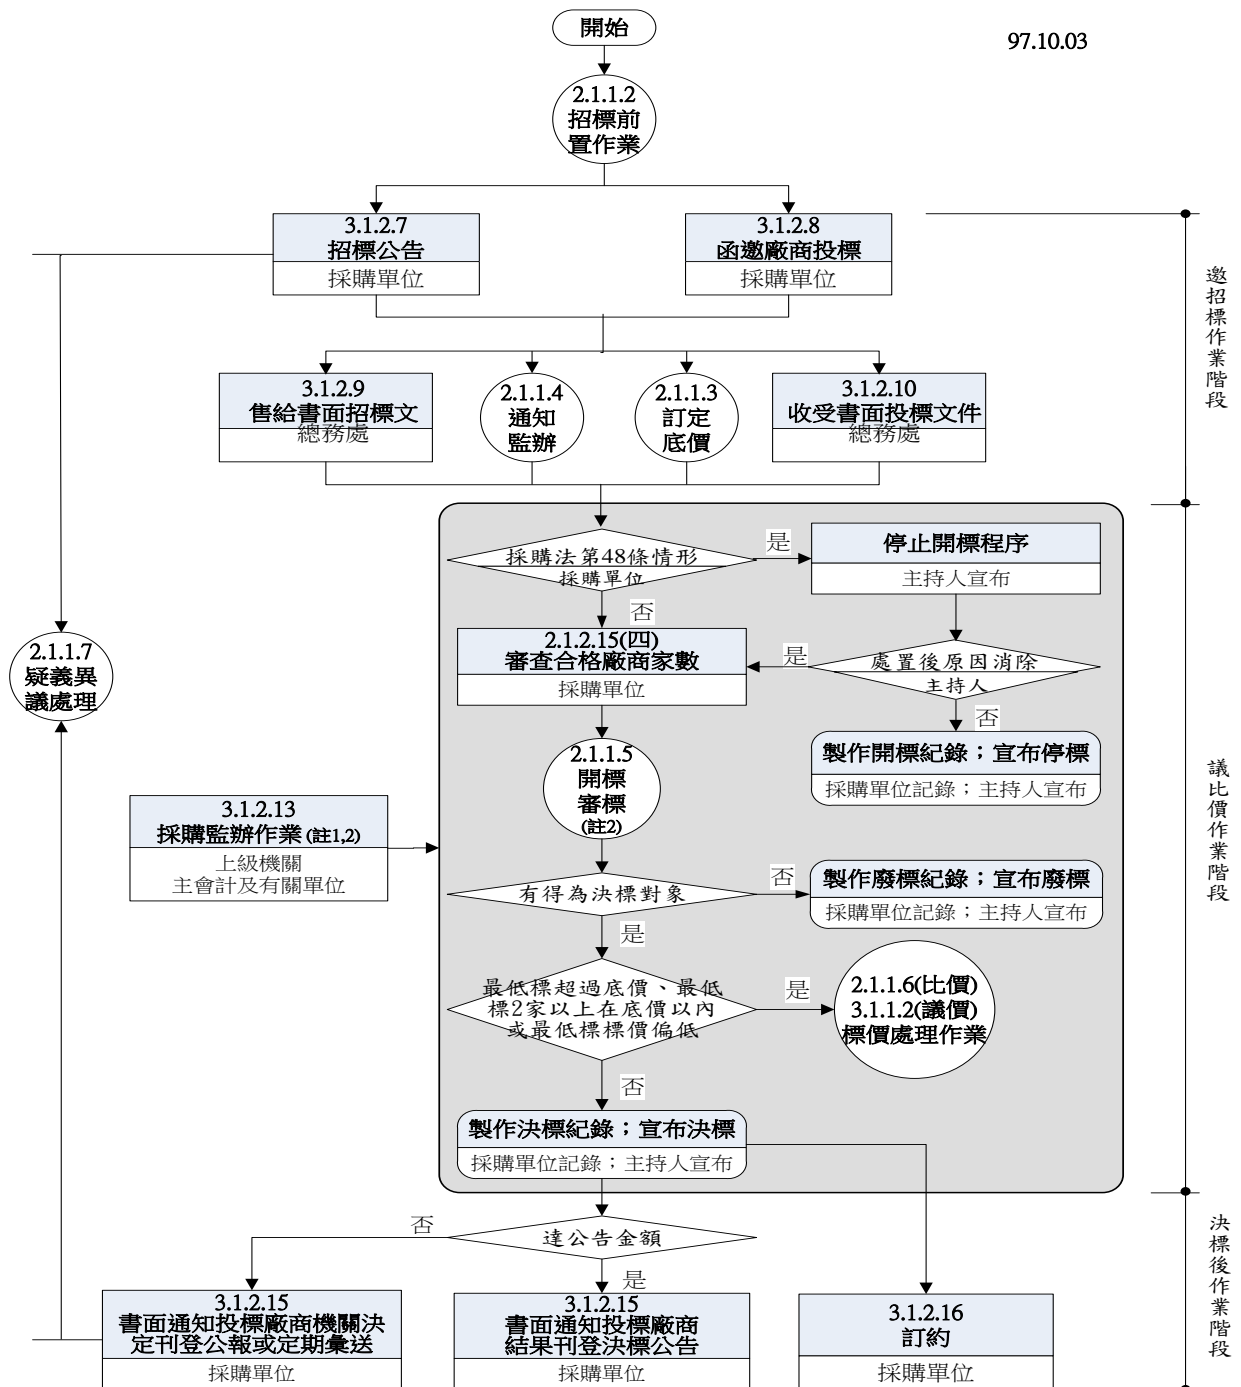 開始
97.10.03
2.1.1.2
招標前
置作業
3.1.2.7
招標公告
採購單位
3.1.2.8
函邀廠商投標
採購單位
邀招標作業階段
3.1.2.9
售給書面招標文
總務處
2.1.1.4
通知
監辦
2.1.1.3
訂定
底價
3.1.2.10
收受書面投標文件
總務處
採購法第48條情形
採購單位
是
停止開標程序
主持人宣布
否
2.1.2.15(四)
審查合格廠商家數
採購單位
是
處置後原因消除
主持人
否
2.1.1.7
疑義異
議處理
製作開標紀錄；宣布停標
採購單位記錄；主持人宣布
2.1.1.5
開標
審標
(註2)
議比價作業階段
3.1.2.13
採購監辦作業(註1,2)
上級機關
主會計及有關單位
有得為決標對象
否
製作廢標紀錄；宣布廢標
採購單位記錄；主持人宣布
是
最低標超過底價、最低
標2家以上在底價以內
或最低標標價偏低
是
2.1.1.6(比價)
3.1.1.2(議價)
標價處理作業
否
製作決標紀錄；宣布決標
採購單位記錄；主持人宣布
否
達公告金額
是
決標後作業階段
3.1.2.15
書面通知投標廠商機關決
定刊登公報或定期彙送
採購單位
3.1.2.15
書面通知投標廠商
結果刊登決標公告
採購單位
3.1.2.16
訂約
採購單位